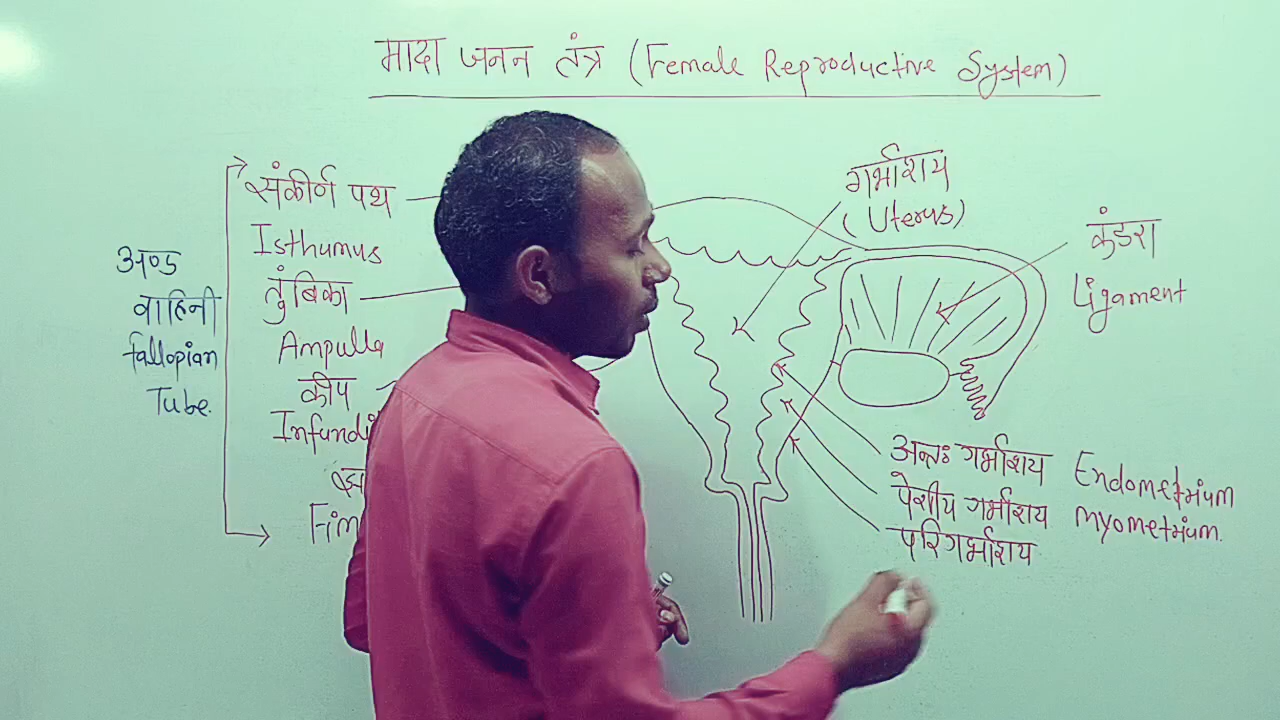 मादा जनन तंत्र (Female Reproductive System)
अण्ड
वाहिनी
fallopian
Tube.
संकीर्ण पथ
Isthumus
तुंबिका
Ampulla
कीप
गर्भाशय
(Uterus)
कंडरा
Ligament
अन्तः गर्भाशय Endometrium
पेशीय गर्भाशय myometrium.
परिगर्भाशय